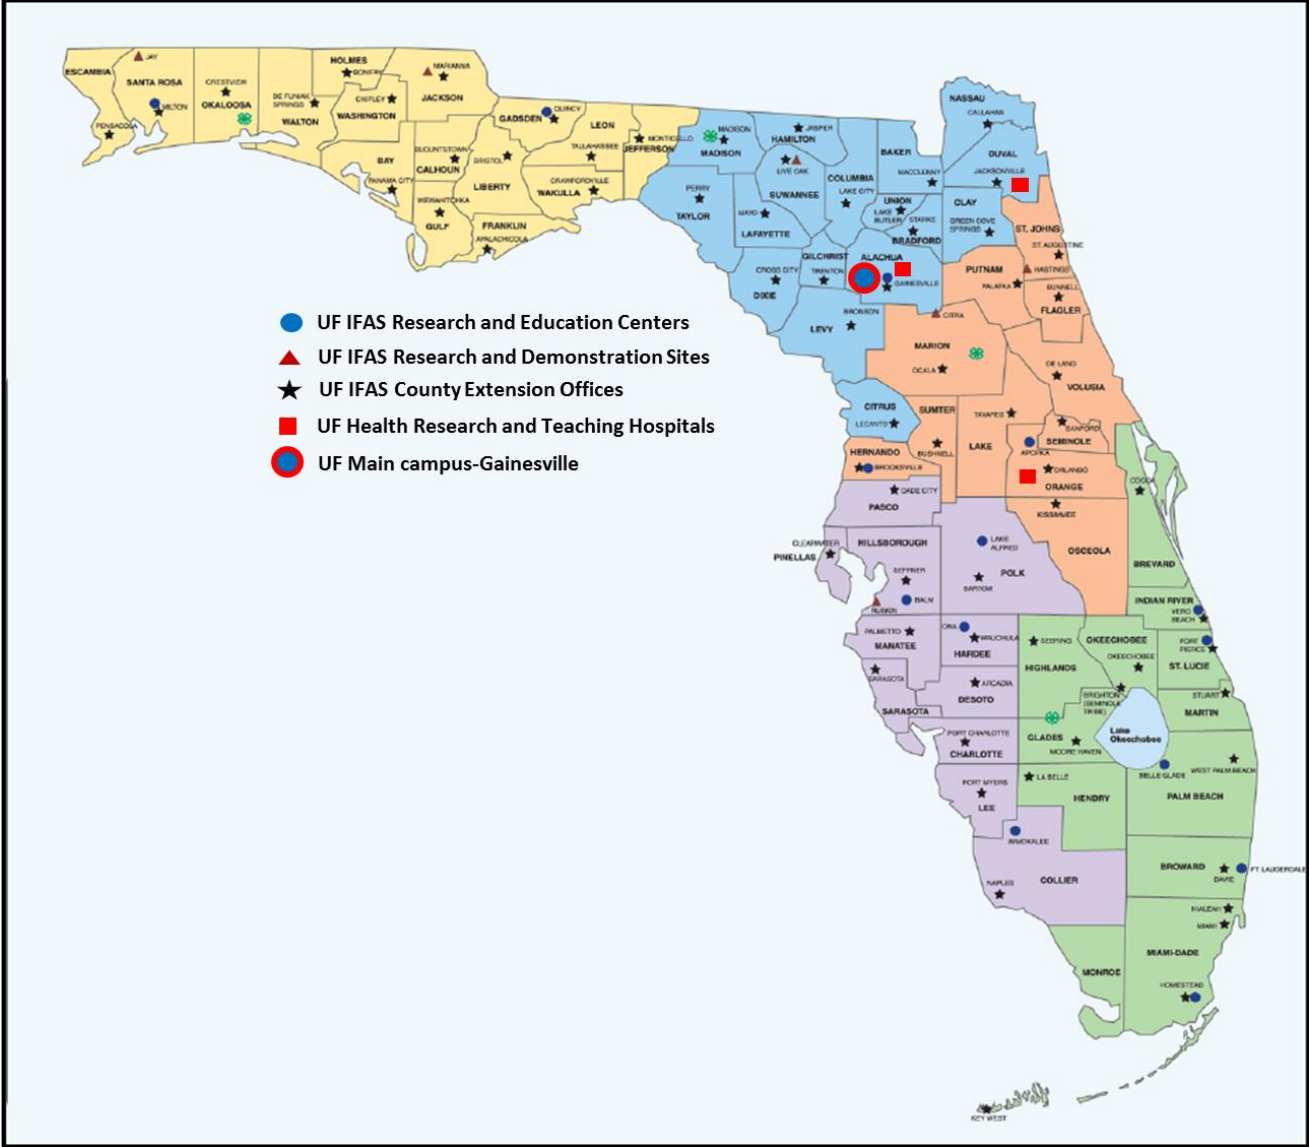 ESCAMBIA
JAY
SANTA ROSA
MILTON
PENSACOLA
CRESTVIEW
OKALOOSA
DE FUNIAK
SPRINGS
WALTON
HOLMES
BONIFAY
CHIPLEY
WASHINGTON
MARIANNA
JACKSON
BAY
PANAMA CITY
BLOUNTSTOWN
CALHOUN
WEWAHITCHKA
GULF
GADSDEN
QUINCY
BRISTOL
LIBERTY
FRANKLIN
APALACHICOLA
LEON
TALLAHASSEE
CRAWFORDVILLE
WAKULLA
MONTICELLO
JEFFERSON
MADISON
MADISON
PERRY
TAYLOR
JASPER
HAMILTON
LIVE OAK
SUWANNEE
MAYO
LAFAYETTE
COLUMBIA
LAKE CITY
BAKER
MACCLENNY
NASSAU
CALLAHAN
DUVAL
JACKSONVILLE
UNION
LAKE
BUTLER
STARKE
BRADFORD
CLAY
GREEN COVE
SPRINGS
ST. JOHNS
ST. AUGUSTINE
HASTINGS
GILCHRIST
TRENTON
ALACHUA
GAINESVILLE
CROSS CITY
DIXIE
BRONSON
LEVY
PUTNAM
PALATKA
BUNNELL
FLAGLER
CITRA
MARION
OCALA
DE LAND
VOLUSIA
CITRUS
LECANTO
SUMTER
BUSHNELL
TAVARES
LAKE
SANFORD
SEMINOLE
APOPKA
ORLANDO
ORANGE
HERNANDO
BROOKSVILLE
DADE CITY
PASCO
KISSIMMEE
OSCEOLA
COCOA
BREVARD
CLEARWATER
PINELLAS
HILLSBOROUGH
SEFFNER
BALM
RUSKIN
LAKE
ALFRED
POLK
BARTOW
INDIAN RIVER
VERO
BEACH
PALMETTO
MANATEE
ONA
WAUCHULA
HARDEE
SEBRING
HIGHLANDS
OKEECHOBEE
OKEECHOBEE
FORT
PIERCE
ST. LUCIE
SARASOTA
SARASOTA
ARCADIA
DESOTO
BRIGHTON
(SEMINOLE
TRIBE)
STUART
MARTIN
PORT CHARLOTTE
CHARLOTTE
GLADES
MOORE HAVEN
Lake
Okeechobee
BELLE GLADE
WEST PALM BEACH
PALM BEACH
FORT MYERS
LEE
LA BELLE
HENDRY
IMMOKALEE
COLLIER
NAPLES
BROWARD
DAVIE
FT. LAUDERDALE
HIALEAH
MIAMI
MIAMI-DADE
MONROE
HOMESTEAD
KEY WEST
UF IFAS Research and Education Centers
UF IFAS Research and Demonstration Sites
UF IFAS County Extension Offices
UF Health Research and Teaching Hospitals
UF Main campus-Gainesville